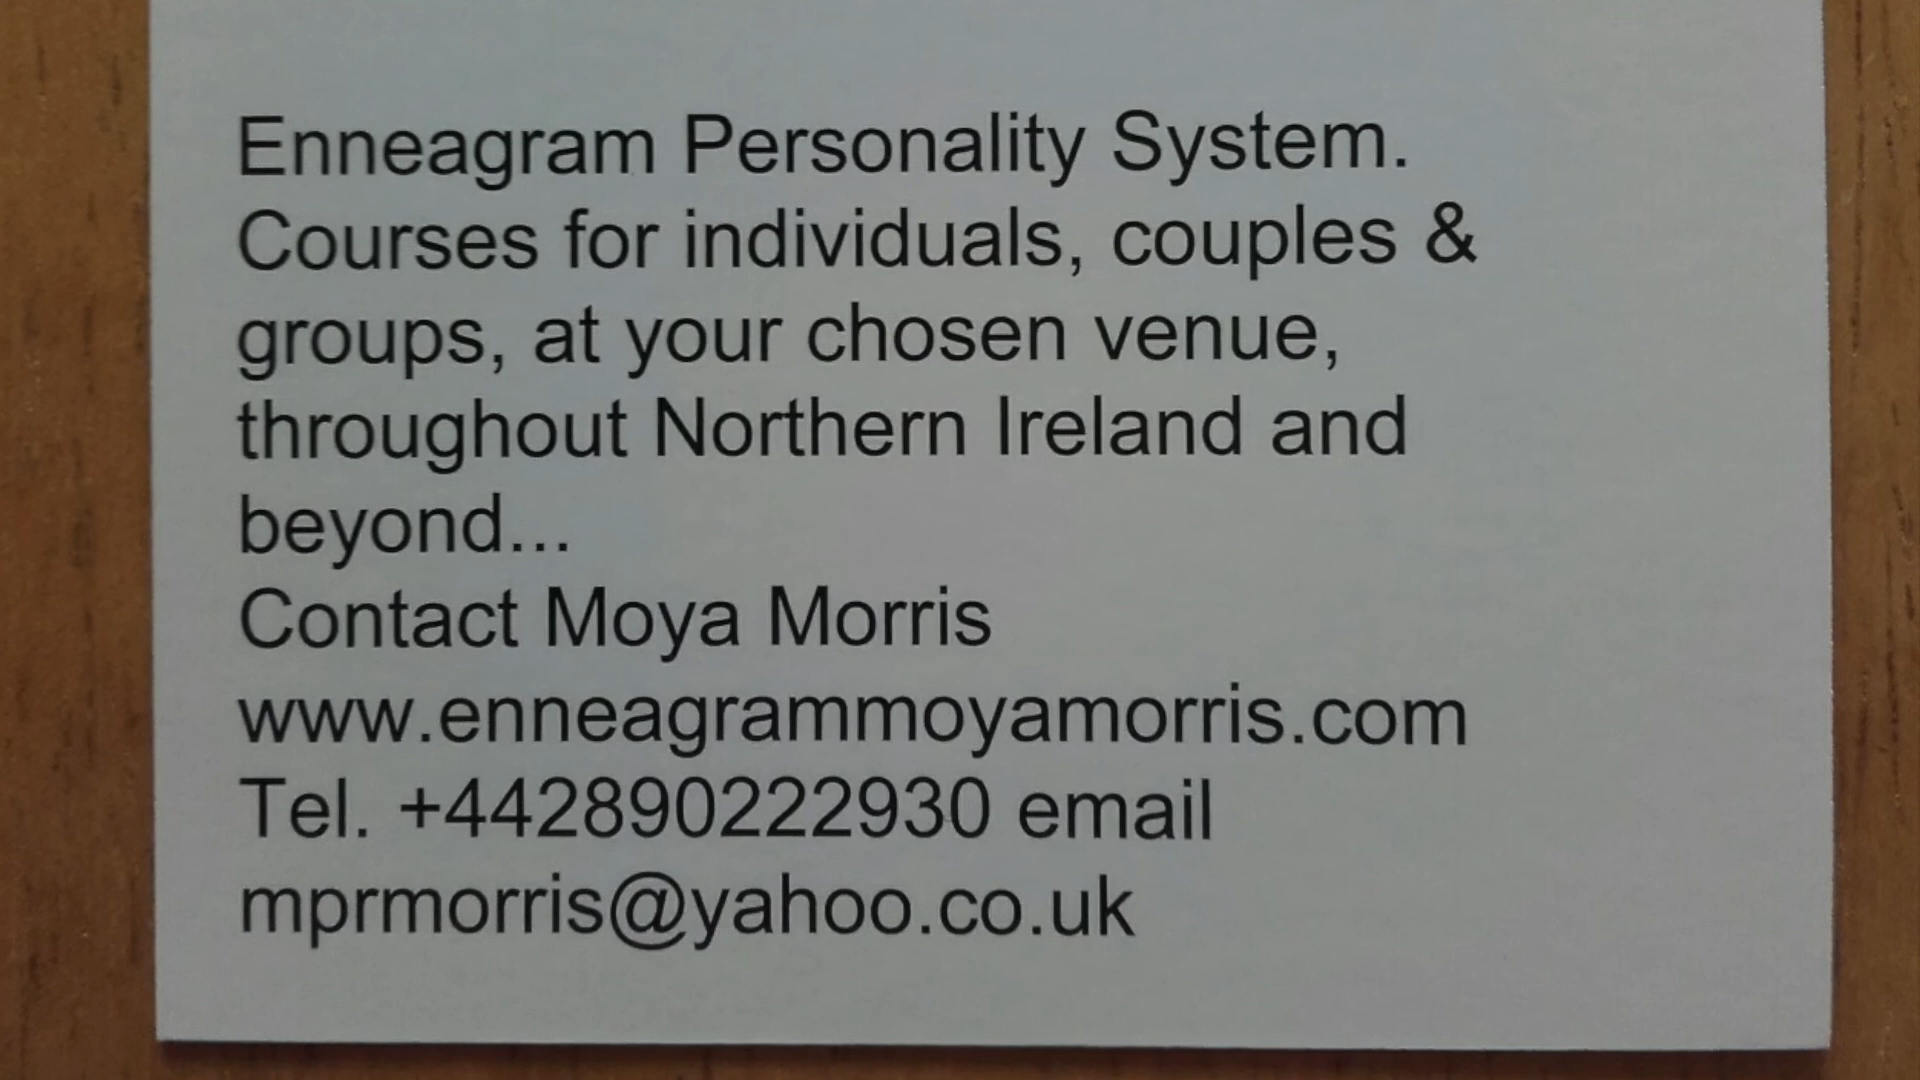 Enneagram Personality System.
Courses for individuals, couples &
groups, at your chosen venue,
throughout Northern Ireland and
beyond...
Contact Moya Morris
www.enneagrammoyamorris.com
Tel. +442890222930 email
mprmorris@yahoo.co.uk